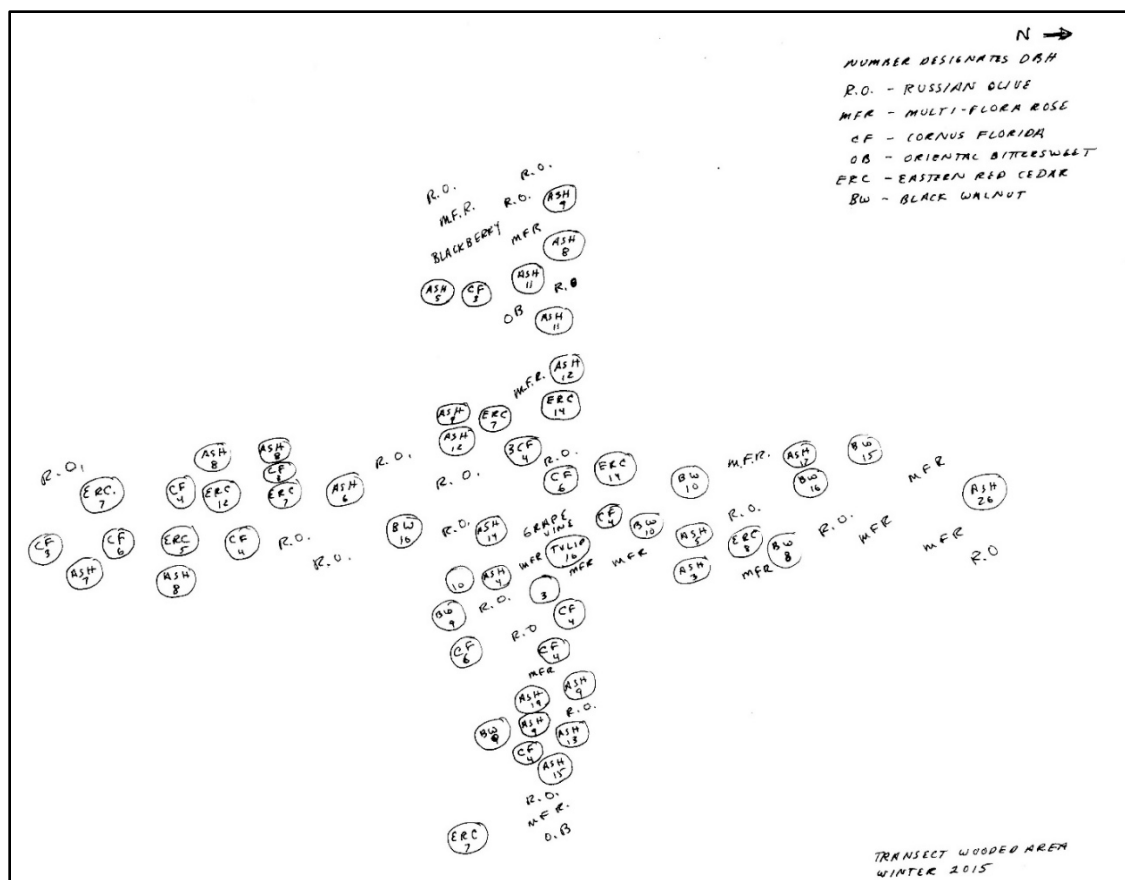 N
NUMBER DESIGNATES DBH
R.O. - RUSSIAN OLIVE
MFR - MULTI-FLORA ROSE
CF - CORNUS FLORIDA
OB - ORIENTAL BITTERSWEET
ERC - EASTERN RED CEDAR
BW - BLACK WALNUT
R.O.
R.O.
M.F.R.
R.O.
ASH
9
BLACKBERRY
MFR
ASH
8
ASH
5
CF
3
ASH
11
R.O
OB
ASH
11
M.F.R.
ASH
12
ASH
ERC
7
ERC
14
ASH
12
3CF
4
R.O.
ASH
8
ASH
8
CF
R.O.
R.O.
ERC.
7
CF
4
ERC
12
ERC
7
ASH
6
R.O.
CF
6
ERC
14
BW
10
M.F.R.
ASH
12
BW
16
BW
15
MFR
ASH
26
CF
3
CF
6
ERC
5
CF
4
R.O.
R.O.
BW
16
R.O.
ASH
14
GRAPE
VINE
CF
4
BW
10
ASH
5
R.O.
ERC
8
BW
8
R.O.
MFR
MFR
R.O
ASH
7
ASH
8
10
ASH
4
MFR
TULIP
16
MFR
MFR
ASH
3
MFR
BW
9
R.O.
3
CF
4
CF
6
R.O
CF
4
MFR
ASH
19
ASH
9
BW
9
ASH
9
R.O.
ASH
13
CF
4
ASH
15
R.O.
MFR.
O.B
ERC
7
TRANSECT WOODED AREA
WINTER 2015